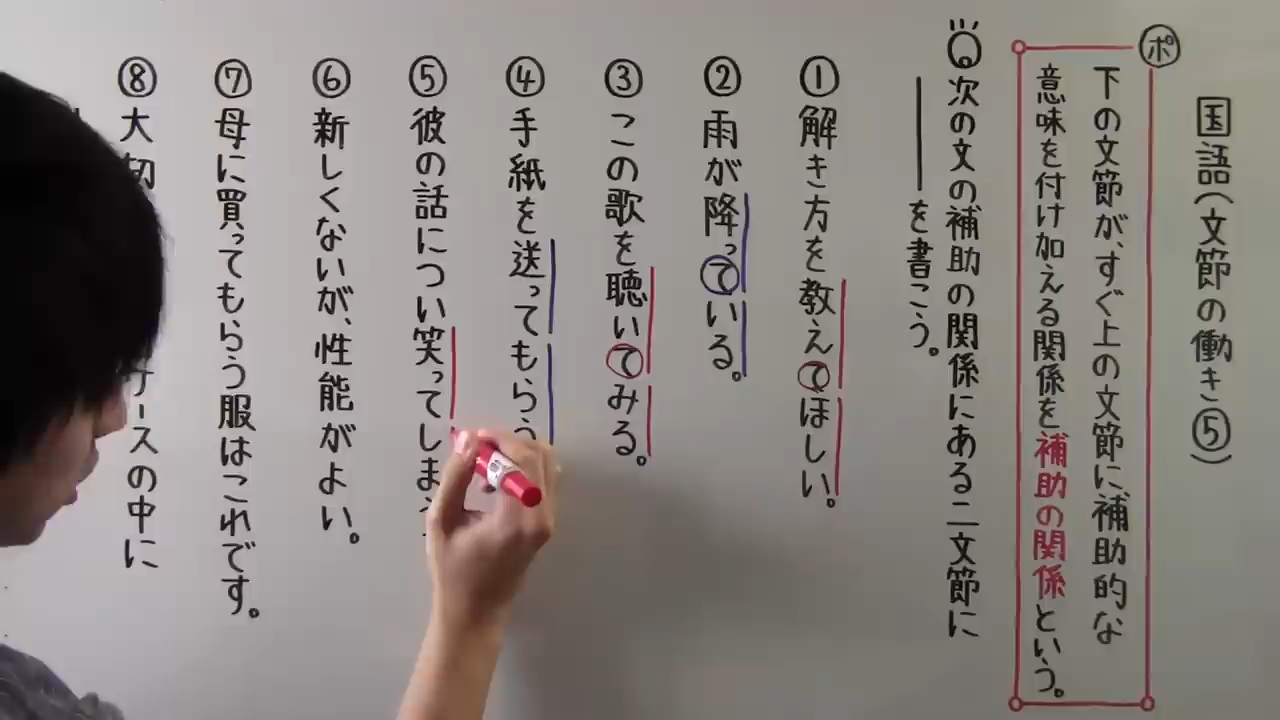 国語(文節の働き⑤)
ポ
下の文節が、すぐ上の文節に補助的な
意味を付け加える関係を補助の関係という。
Q次の文の補助の関係にある二文節に
を書こう。
①解き方を教えてほしい。
②雨が降っている。
③この歌を聴いてみる。
④手紙を送ってもらう
⑤彼の話につい笑ってしま
⑥新しくないが、性能がよい。
⑦母に買ってもらう服はこれです。
⑧大切ースの中に